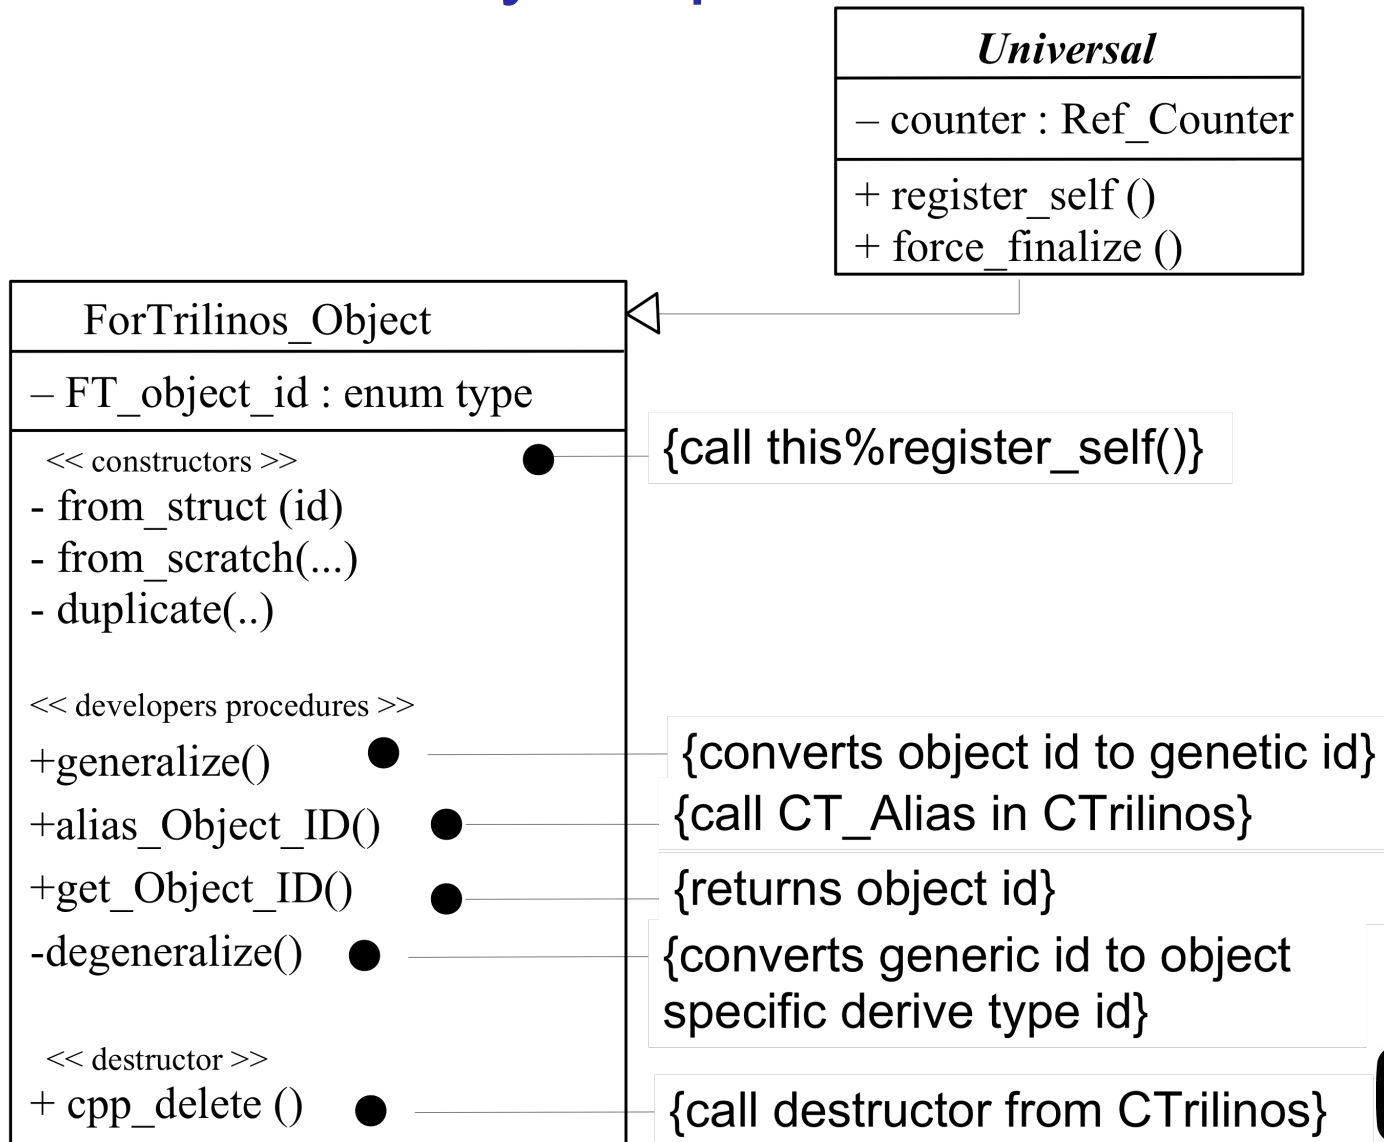 Universal
– counter : Ref_Counter
+ register_self ()
+ force_finalize ()
ForTrilinos_Object
– FT_object_id : enum type
<< constructors >>
{call this%register_self()}
- from_struct (id)
- from_scratch(...)
- duplicate(..)
<< developers procedures >>
+generalize()
{converts object id to genetic id}
+alias_Object_ID()
{call CT_Alias in CTrilinos}
+get_Object_ID()
{returns object id}
-degeneralize()
{converts generic id to object
specific derive type id}
<< destructor >>
+ cpp_delete ()
{call destructor from CTrilinos}